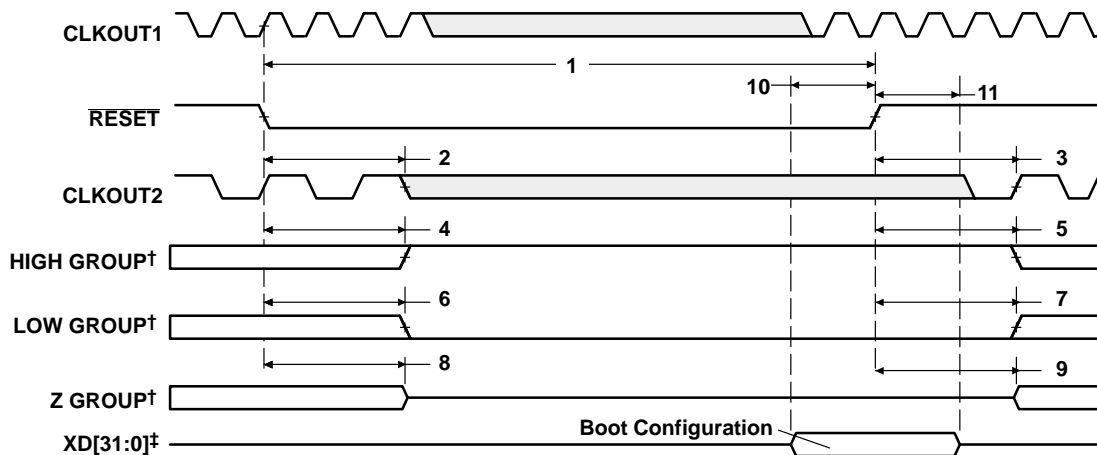 CLKOUT1
1
10
11
RESET
2
3
CLKOUT2
4
5
HIGH GROUP†
6
7
LOW GROUP†
8
9
Z GROUP†
Boot Configuration
XD[31:0]‡